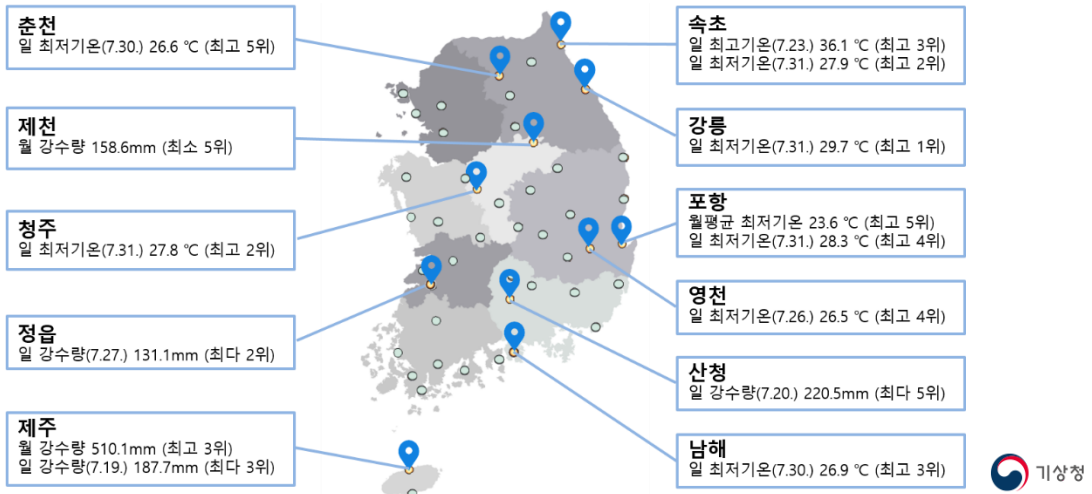 춘천
일 최저기온(7.30.) 26.6 ℃ (최고 5위)
제천
월 강수량 158.6mm (최소 5위)
청주
일 최저기온(7.31.) 27.8 ℃ (최고 2위)
정읍
일 강수량(7.27.) 131.1mm (최다 2위)
제주
월 강수량 510.1mm (최고 3위)
일 강수량(7.19.) 187.7mm (최다 3위)
속초
일 최고기온(7.23.) 36.1 ℃ (최고 3위)
일 최저기온(7.31.) 27.9 ℃ (최고 2위)
강릉
일 최저기온(7.31.) 29.7 ℃ (최고 1위)
포항
월평균 최저기온 23.6 ℃ (최고 5위)
일 최저기온(7.31.) 28.3 ℃ (최고 4위)
영천
일 최저기온(7.26.) 26.5 ℃ (최고 4위)
산청
일 강수량(7.20.) 220.5mm (최다 5위)
남해
일 최저기온(7.30.) 26.9 ℃ (최고 3위)
기상청